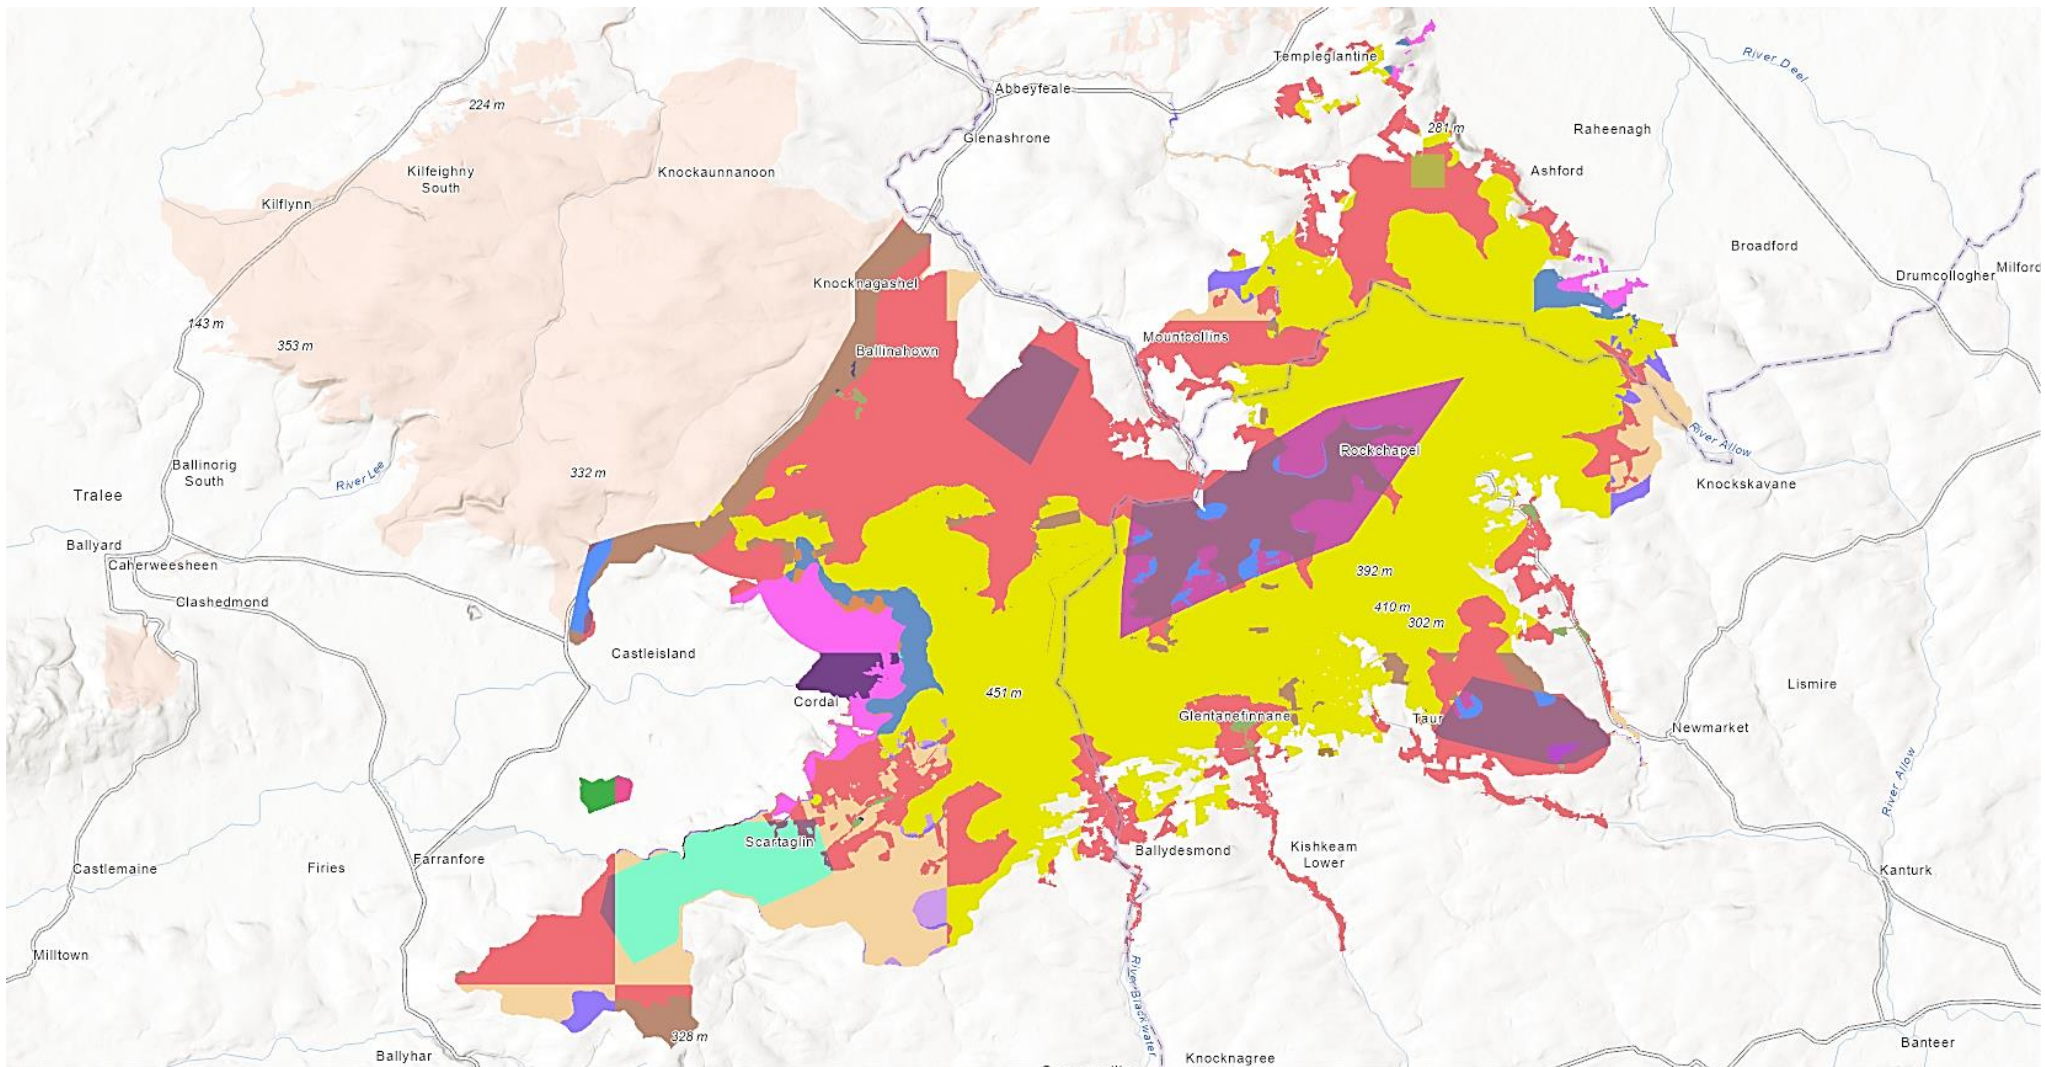 River Deel
Templeglantine
Abbeyfeale
224 m
281 m
Raheenagh
Glenashrone
Kilfeighny
South
Knockaunnanoon
Ashford
Kilflynn
Broadford
Drumcollogher
Milford
Knocknagashel
143 m
353 m
Mountcollins
Ballinahown
River Allow
Rockchapel
Ballinorig
South
332 m
River Lee
Knockskavane
Tralee
Ballyard
Caherweesheen
392 m
Clashedmond
410 m
302 m
Castleisland
451 m
Lismire
Cordal
Glentanefinnane
Taur
Newmarket
River Allow
Scartaglin
Ballydesmond
Kishkeam
Lower
Castlemaine
Firies
Farranfore
Kanturk
Milltown
River Blackwater
328 m
Banteer
Ballyhar
Knocknagree